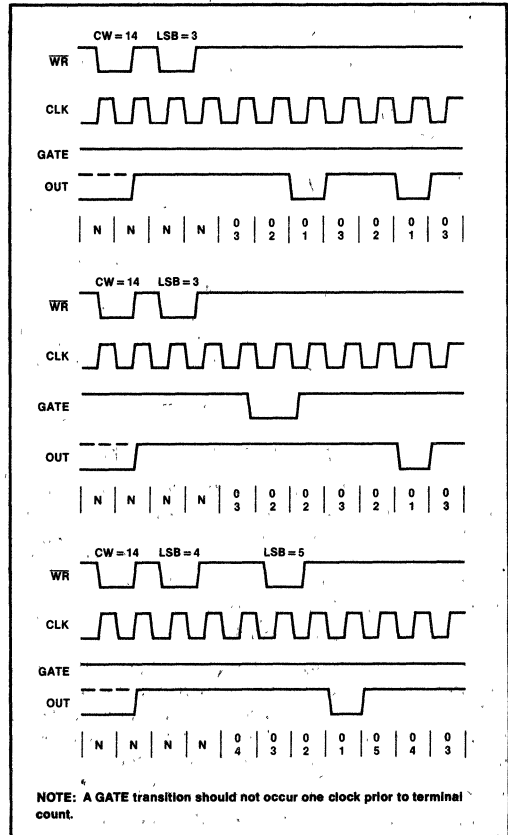 CW = 14 LSB = 3
WR
CLK
GATE
OUT
N N N N 0 3 0 2 0 1 0 3 0 2 0 1 0 3
CW = 14 LSB = 3
WR
CLK
GATE
OUT
N N N N 0 3 0 2 0 2 0 3 0 2 0 1 0 3
CW = 14 LSB = 4 LSB = 5
WR
CLK
GATE
OUT
N N N N 0 4 0 3 0 2 0 1 0 5 0 4 0 3
NOTE: A GATE transition should not occur one clock prior to terminal
count.